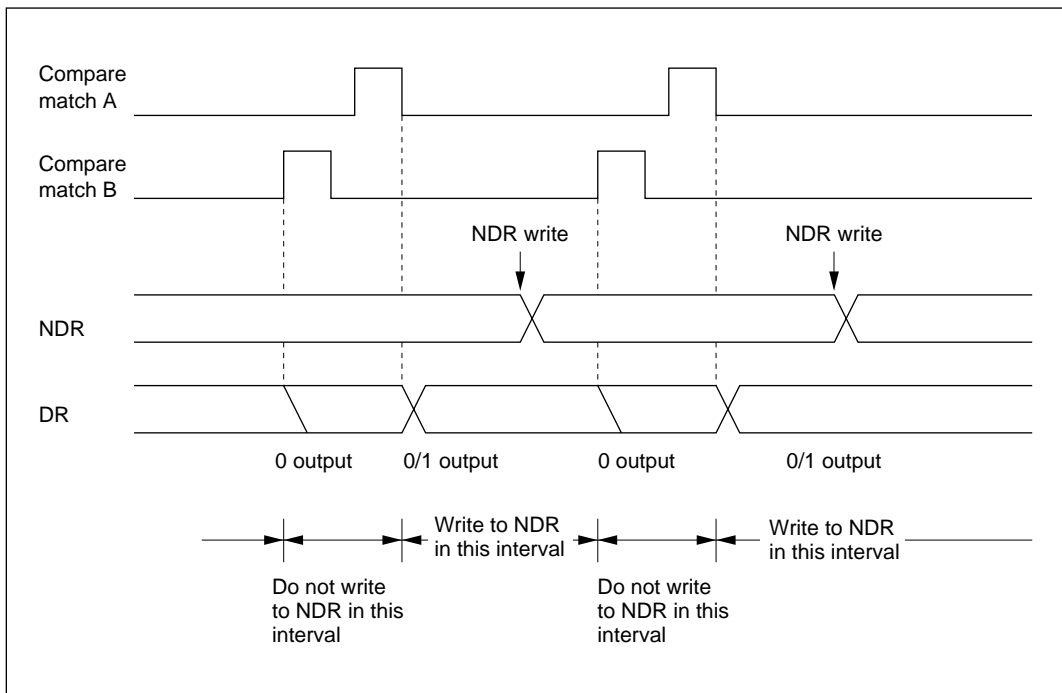 Compare
match A
Compare
match B
NDR write
NDR write
NDR
DR
0 output
0/1 output
0 output
0/1 output
Write to NDR
in this interval
Write to NDR
in this interval
Do not write
to NDR in this
interval
Do not write
to NDR in this
interval